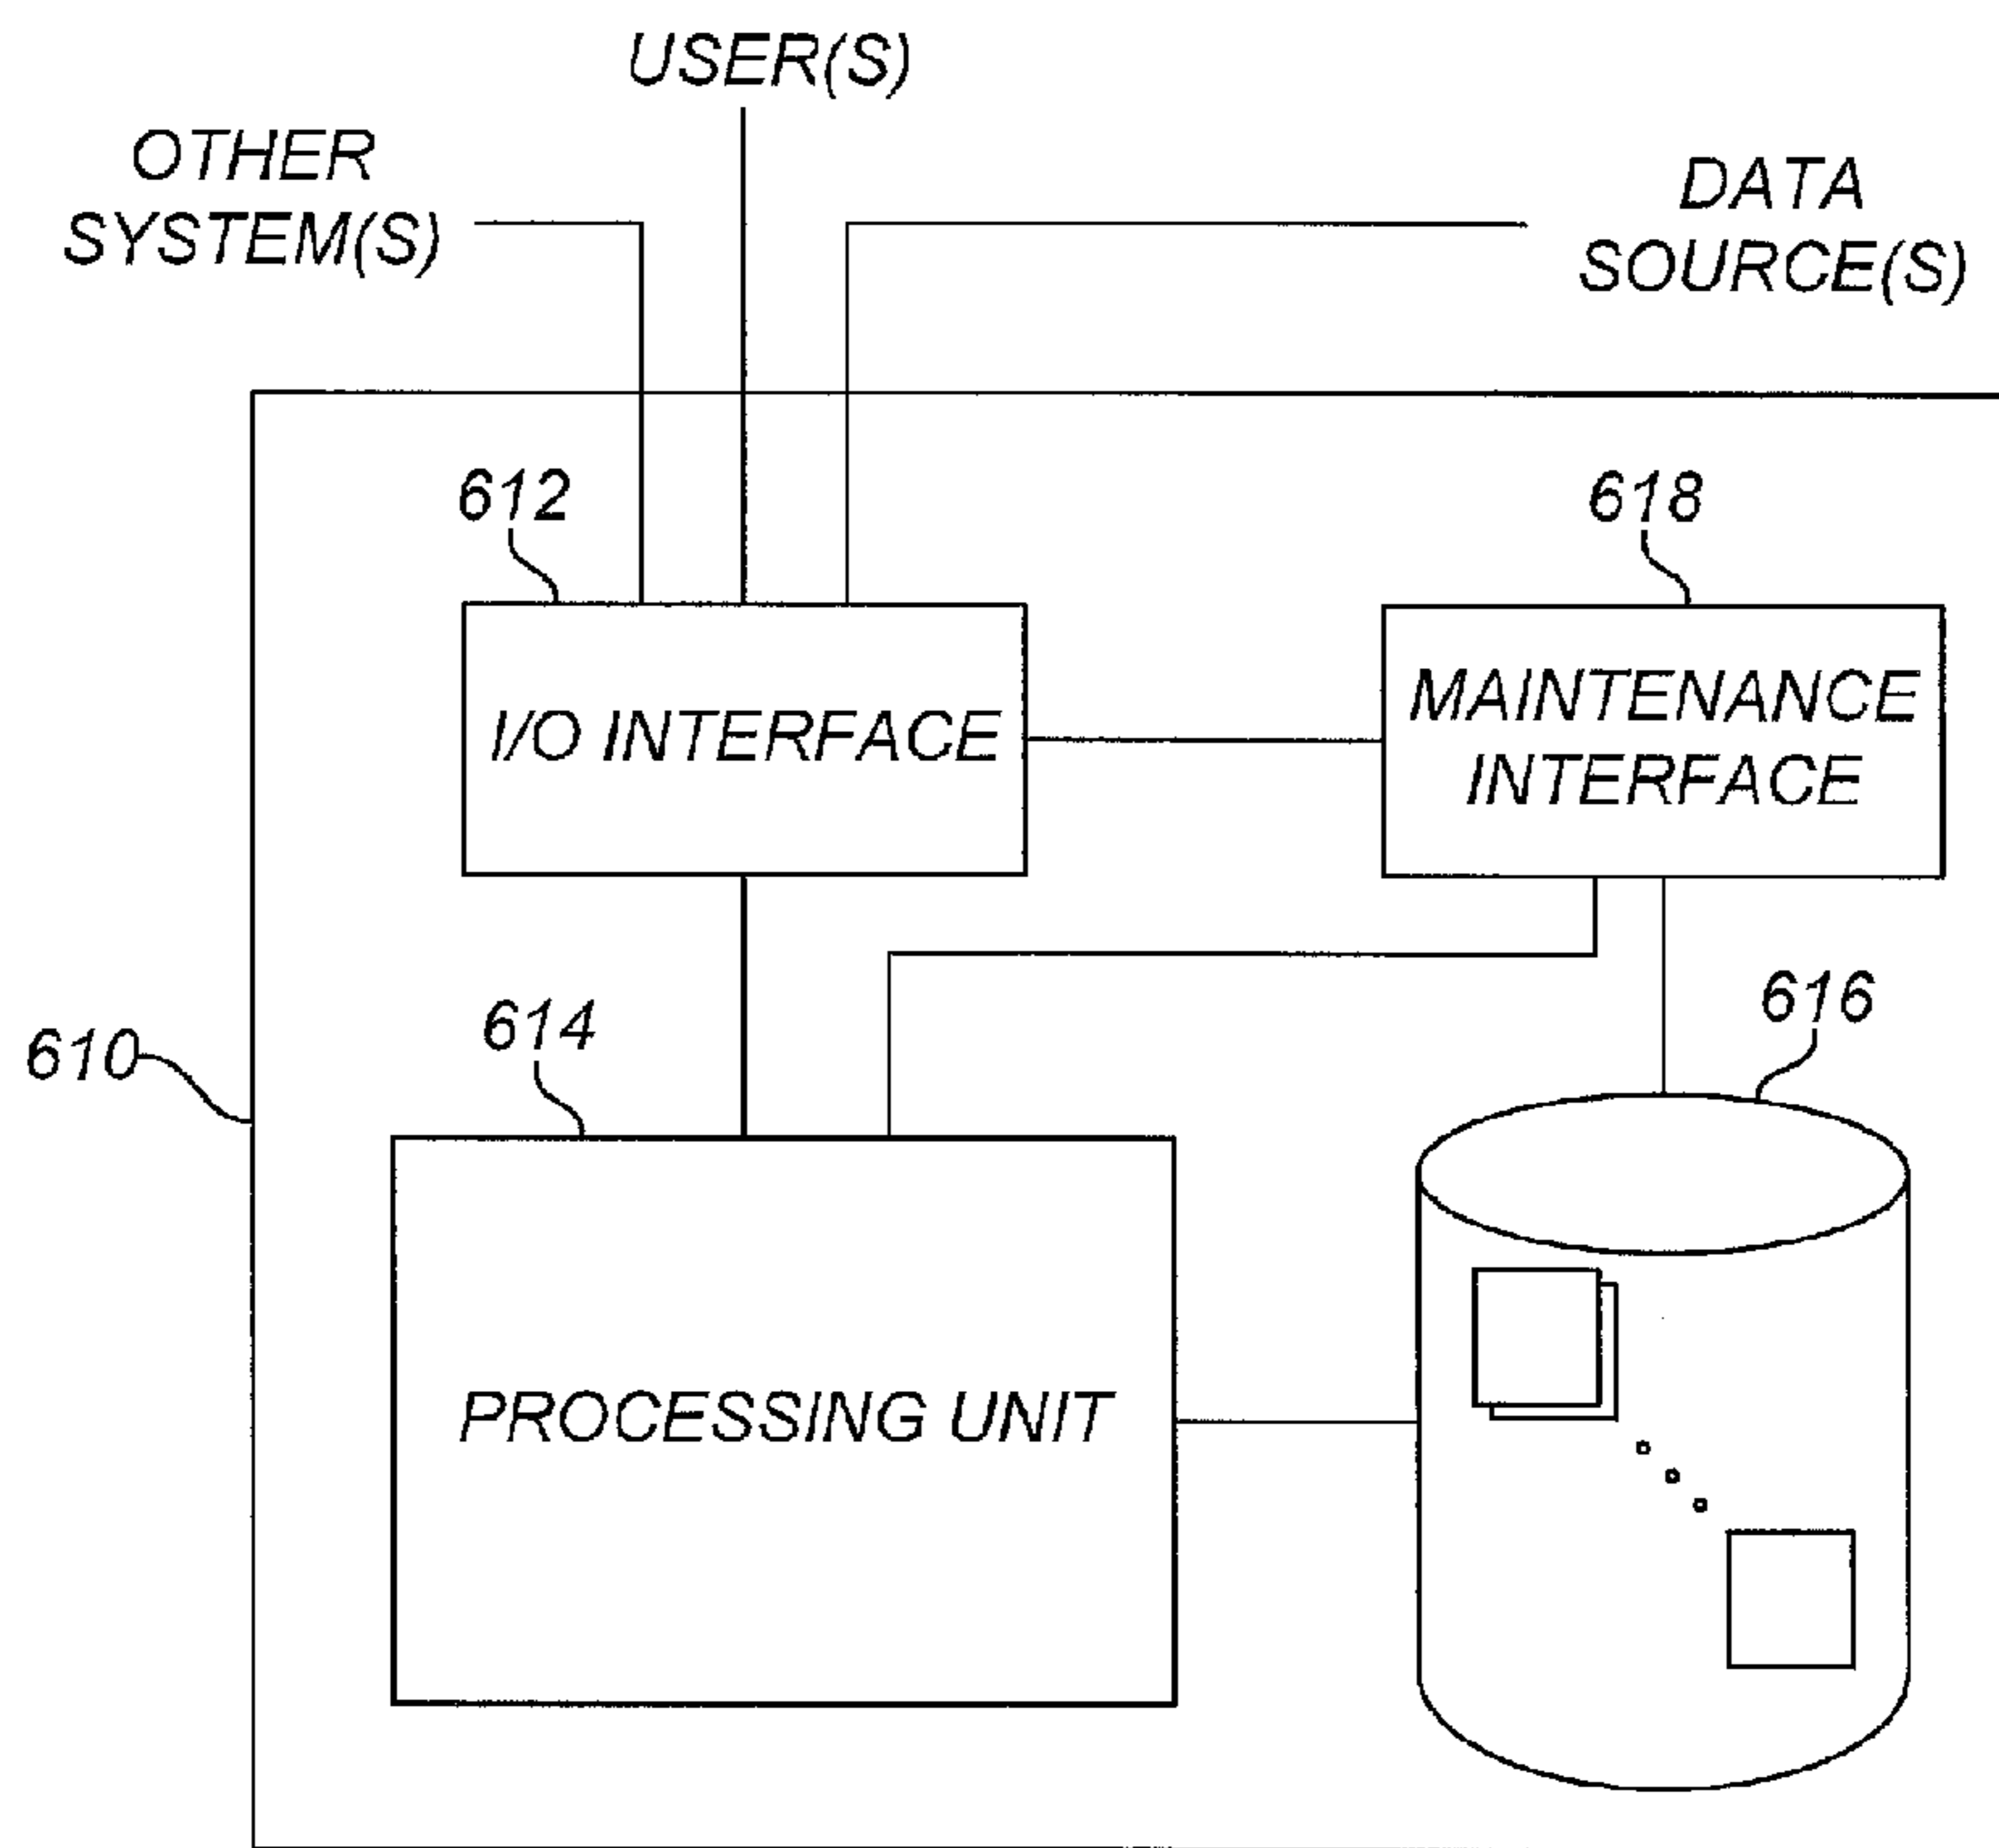 USER(S)
OTHER
SYSTEM(S)
DATA
SOURCE(S)
612
618
I/O INTERFACE
MAINTENANCE
INTERFACE
614
616
610
PROCESSING UNIT